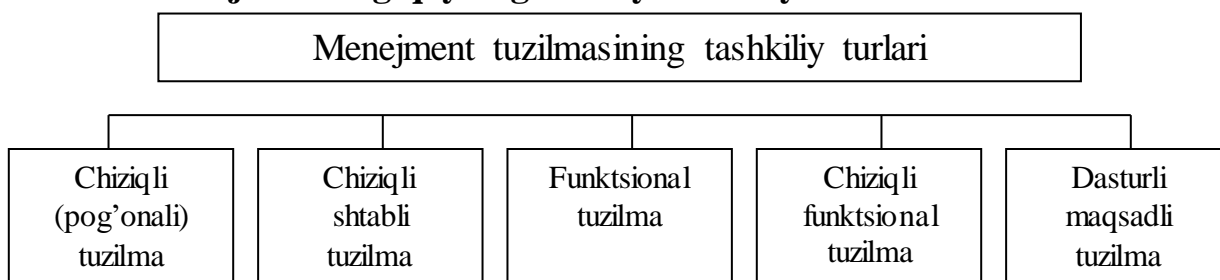 Menejment tuzilmasining tashkiliy turlari
Chiziqli
(pog’onali)
tuzilma
Chiziqli
shtabli
tuzilma
Funktsional
tuzilma
Chiziqli
funktsional
tuzilma
Dasturli
maqsadli
tuzilma